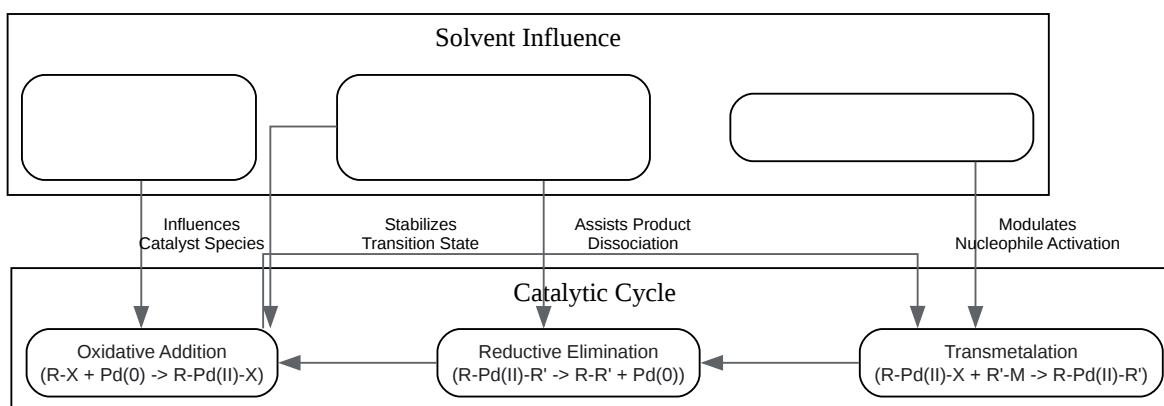 Solvent Influence
Influences
Catalyst Species
Stabilizes
Transition State
Assists Product
Dissociation
Modulates
Nucleophile Activation
Catalytic Cycle
Oxidative Addition
(R-X + Pd(0) -> R-Pd(II)-X)
Reductive Elimination
(R-Pd(II)-R' -> R-R' + Pd(0))
Transmetalation
(R-Pd(II)-X + R'-M -> R-Pd(II)-R')